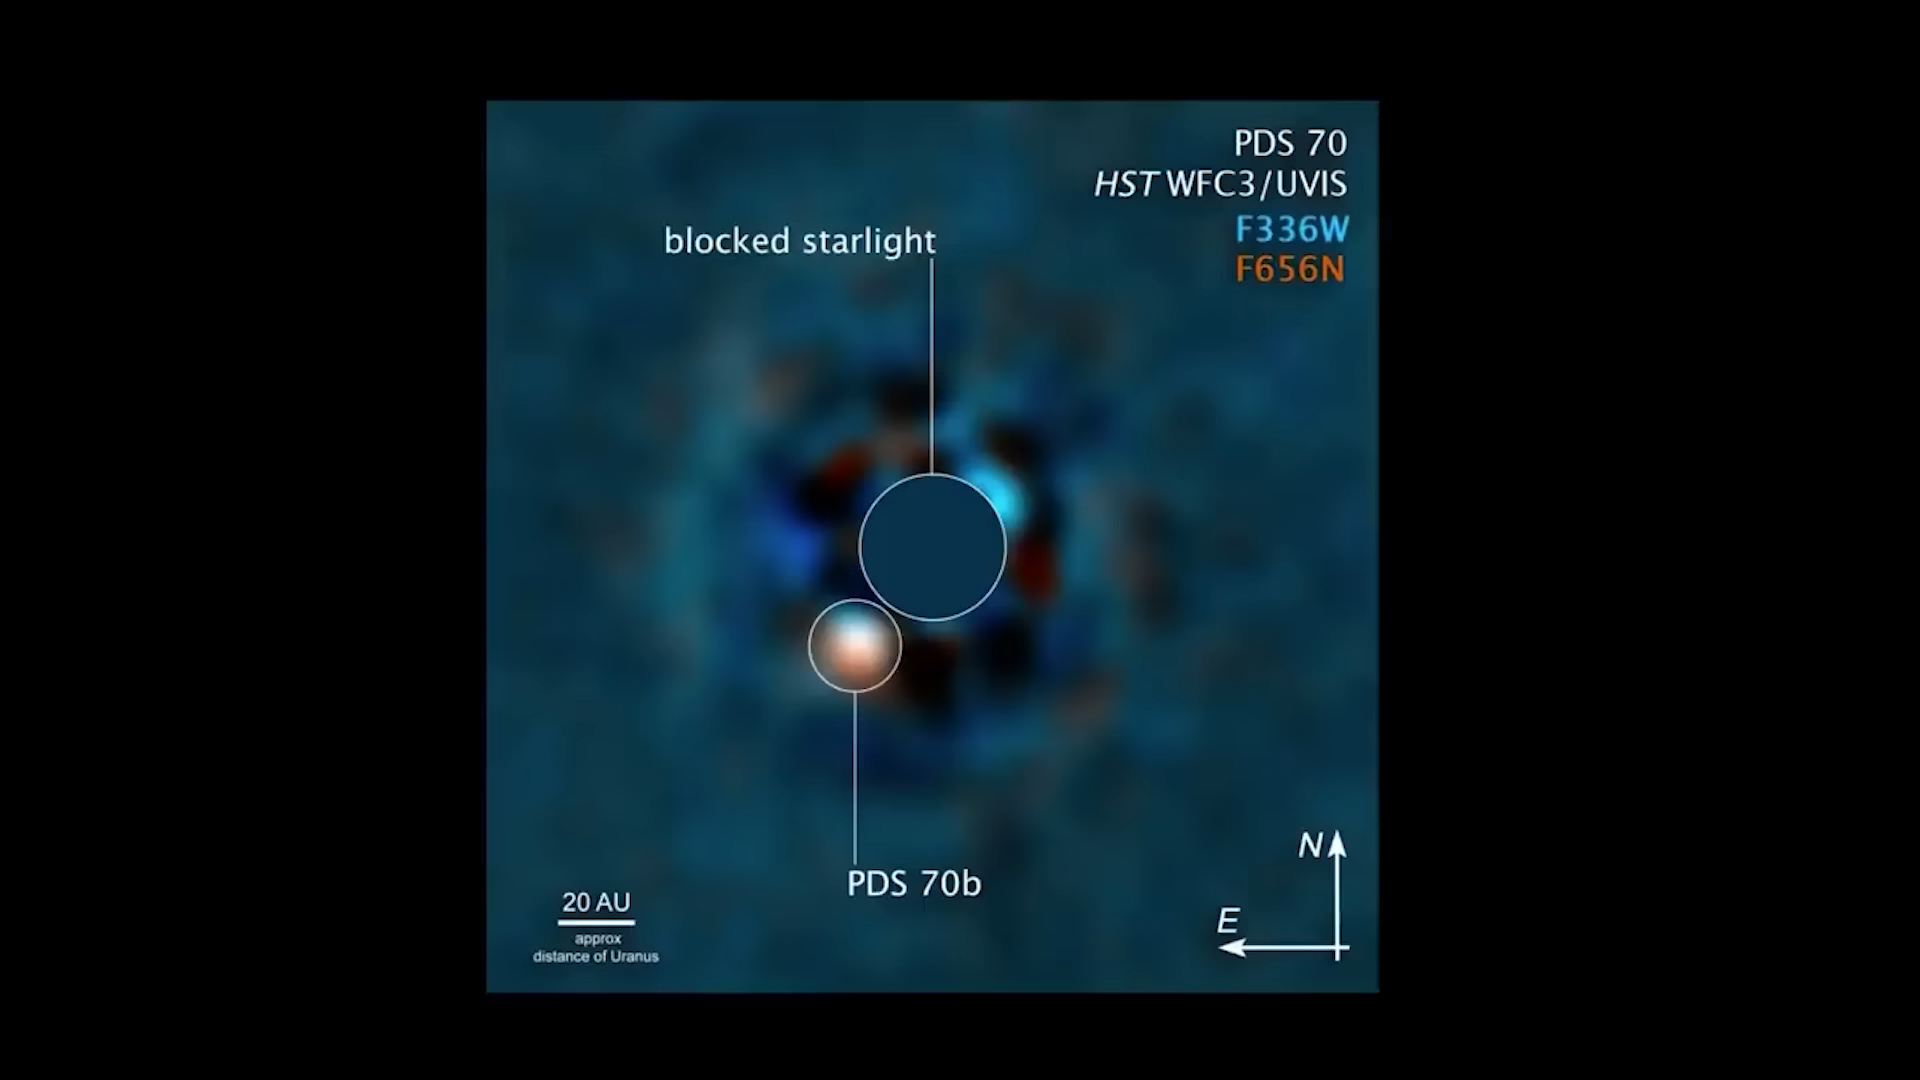 PDS 70
HST WFC3/UVIS
F336W
F656N
blocked starlight
PDS 70b
20 AU
approx
distance of Uranus
N
E